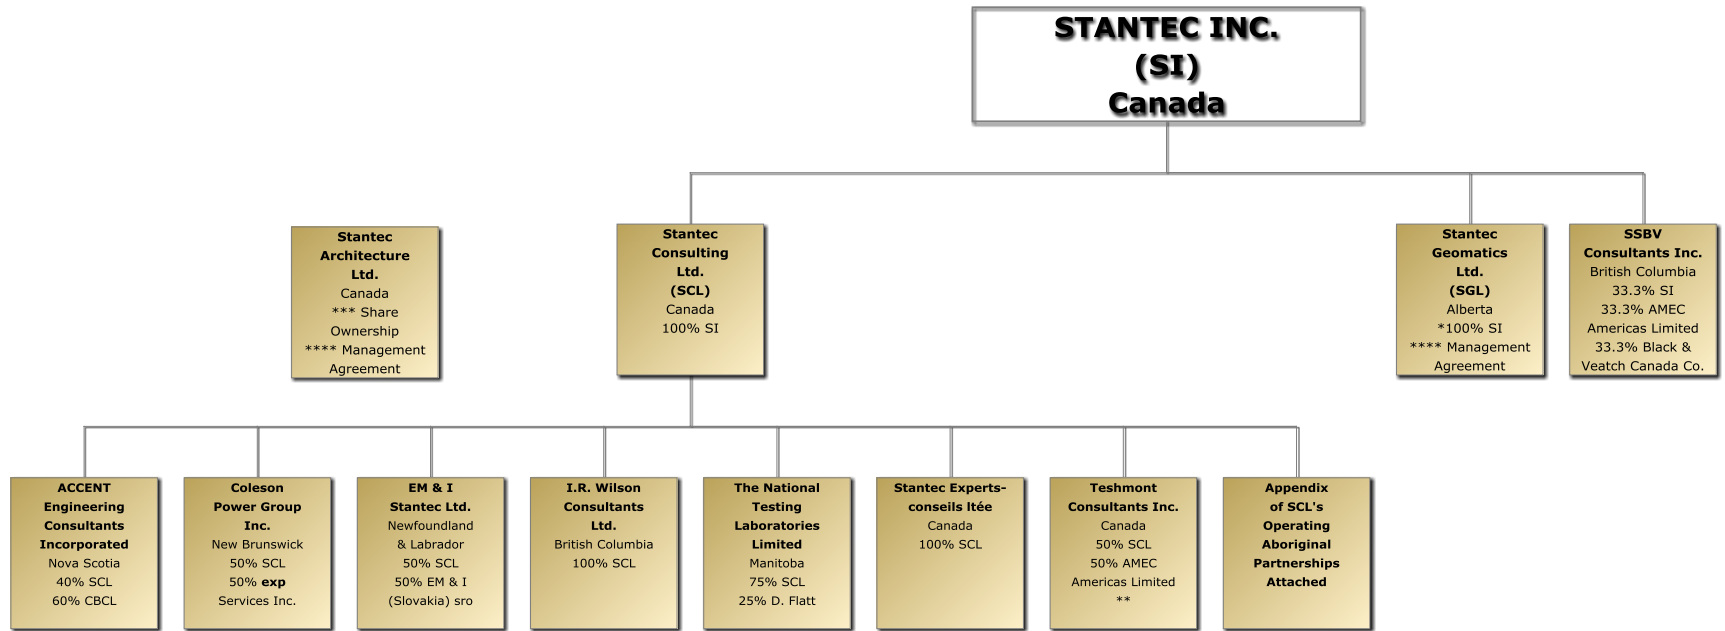 STANTEC INC.
(SI)
Canada
Stantec
Architecture
Ltd.
Canada
*** Share
Ownership
**** Management
Agreement
Stantec
Consulting
Ltd.
(SCL)
Canada
100% SI
Stantec
Geomatics
Ltd.
(SGL)
Alberta
*100% SI
**** Management
Agreement
SSBV
Consultants Inc.
British Columbia
33.3% SI
33.3% AMEC
Americas Limited
33.3% Black &
Veatch Canada Co.
ACCENT
Engineering
Consultants
Incorporated
Nova Scotia
40% SCL
60% CBCL
Coleson
Power Group
Inc.
New Brunswick
50% SCL
50% exp
Services Inc.
EM & I
Stantec Ltd.
Newfoundland
& Labrador
50% SCL
50% EM & I
(Slovakia) sro
I.R. Wilson
Consultants
Ltd.
British Columbia
100% SCL
The National
Testing
Laboratories
Limited
Manitoba
75% SCL
25% D. Flatt
Stantec Experts-
conseils ltée
Canada
100% SCL
Teshmont
Consultants Inc.
Canada
50% SCL
50% AMEC
Americas Limited
**
Appendix
of SCL's
Operating
Aboriginal
Partnerships
Attached